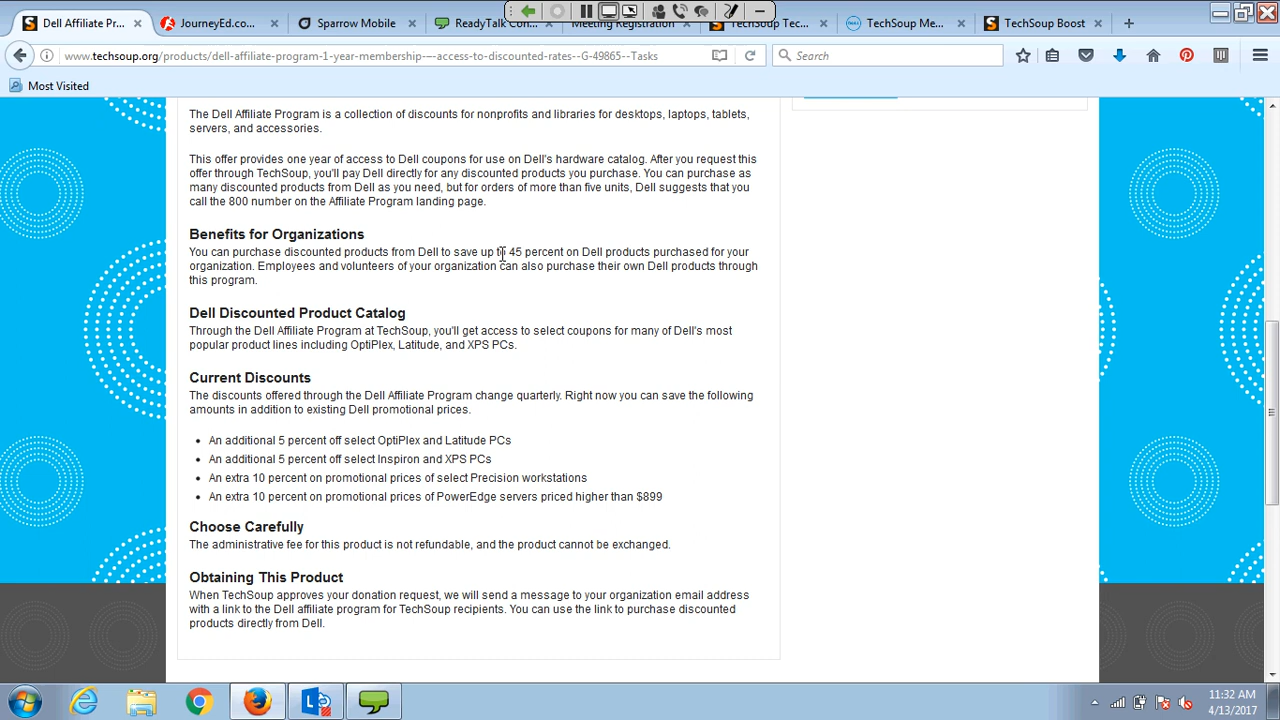 Dell Affiliate Pr...
JourneyEd.co...
Sparrow Mobile
ReadyTalk Con...
Meeting Registration
TechSoup Tec...
TechSoup Me...
TechSoup Boost
www.techsoup.org/products/dell-affiliate-program-1-year-membership----access-to-discounted-rates--G-49865--Tasks
Search
Most Visited
The Dell Affiliate Program is a collection of discounts for nonprofits and libraries for desktops, laptops, tablets,
servers, and accessories.
This offer provides one year of access to Dell coupons for use on Dell's hardware catalog. After you request this
offer through TechSoup, you'll pay Dell directly for any discounted products you purchase. You can purchase as
many discounted products from Dell as you need, but for orders of more than five units, Dell suggests that you
call the 800 number on the Affiliate Program landing page.
Benefits for Organizations
You can purchase discounted products from Dell to save up to 45 percent on Dell products purchased for your
organization. Employees and volunteers of your organization can also purchase their own Dell products through
this program.
Dell Discounted Product Catalog
Through the Dell Affiliate Program at TechSoup, you'll get access to select coupons for many of Dell's most
popular product lines including OptiPlex, Latitude, and XPS PCs.
Current Discounts
The discounts offered through the Dell Affiliate Program change quarterly. Right now you can save the following
amounts in addition to existing Dell promotional prices.
• An additional 5 percent off select OptiPlex and Latitude PCs
• An additional 5 percent off select Inspiron and XPS PCs
• An extra 10 percent on promotional prices of select Precision workstations
• An extra 10 percent on promotional prices of PowerEdge servers priced higher than $899
Choose Carefully
The administrative fee for this product is not refundable, and the product cannot be exchanged.
Obtaining This Product
When TechSoup approves your donation request, we will send a message to your organization email address
with a link to the Dell affiliate program for TechSoup recipients. You can use the link to purchase discounted
products directly from Dell.
11:32 AM
4/13/2017